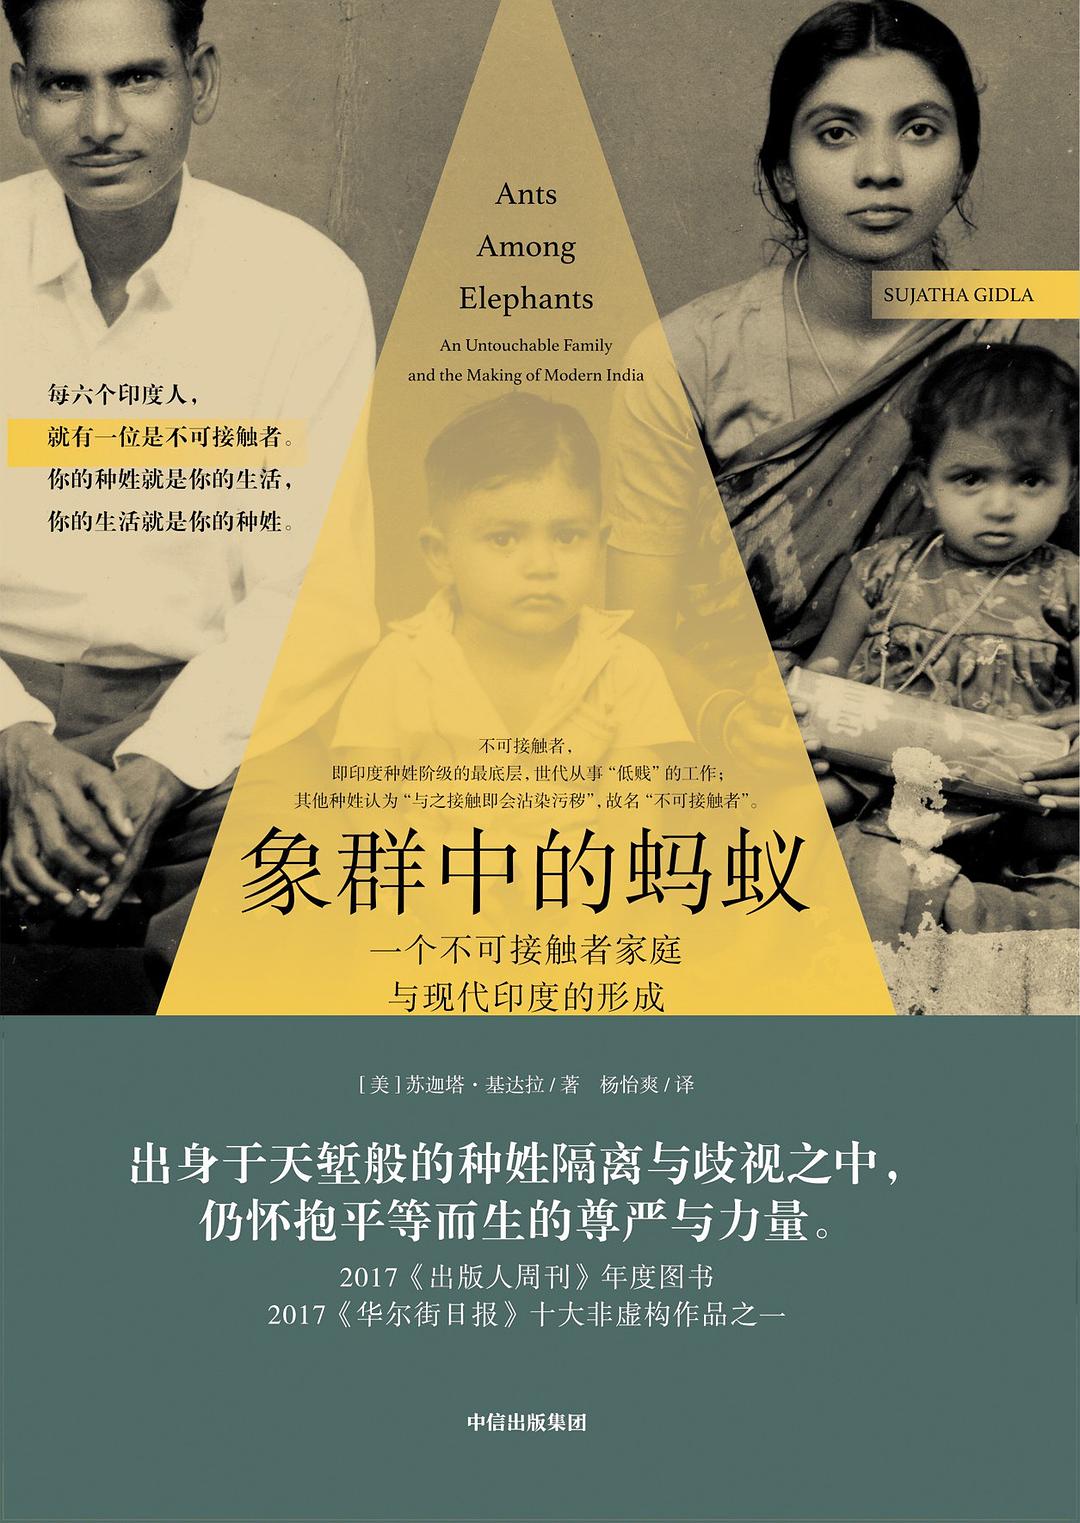 Ants
Among
Elephants
An Untouchable Family
and the Making of Modern India
SUJATHA GIDLA
每六个印度人，
就有一位是不可接触者。
你的种姓就是你的生活，
你的生活就是你的种姓。
不可接触者，
即印度种姓阶级的最底层，世代从事“低贱”的工作；
其他种姓认为“与之接触即会沾染污秽”，故名“不可接触者”。
象群中的蚂蚁
一个不可接触者家庭
与现代印度的形成
[美]苏迦塔·基达拉/著 杨怡爽/译
出身于天堑般的种姓隔离与歧视之中，
仍怀抱平等而生的尊严与力量。
2017《出版人周刊》年度图书
2017《华尔街日报》十大非虚构作品之一
中信出版集团